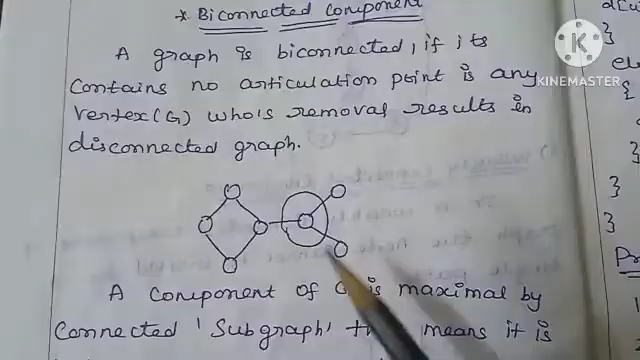 * Biconnected Component
A graph is biconnected, if its
contains no articulation point is any
vertex(G) who's removal results in
disconnected graph.
A component of G is maximal by
connected 'Subgraph' means it is
}
}
}
}
{
KINEMASTER